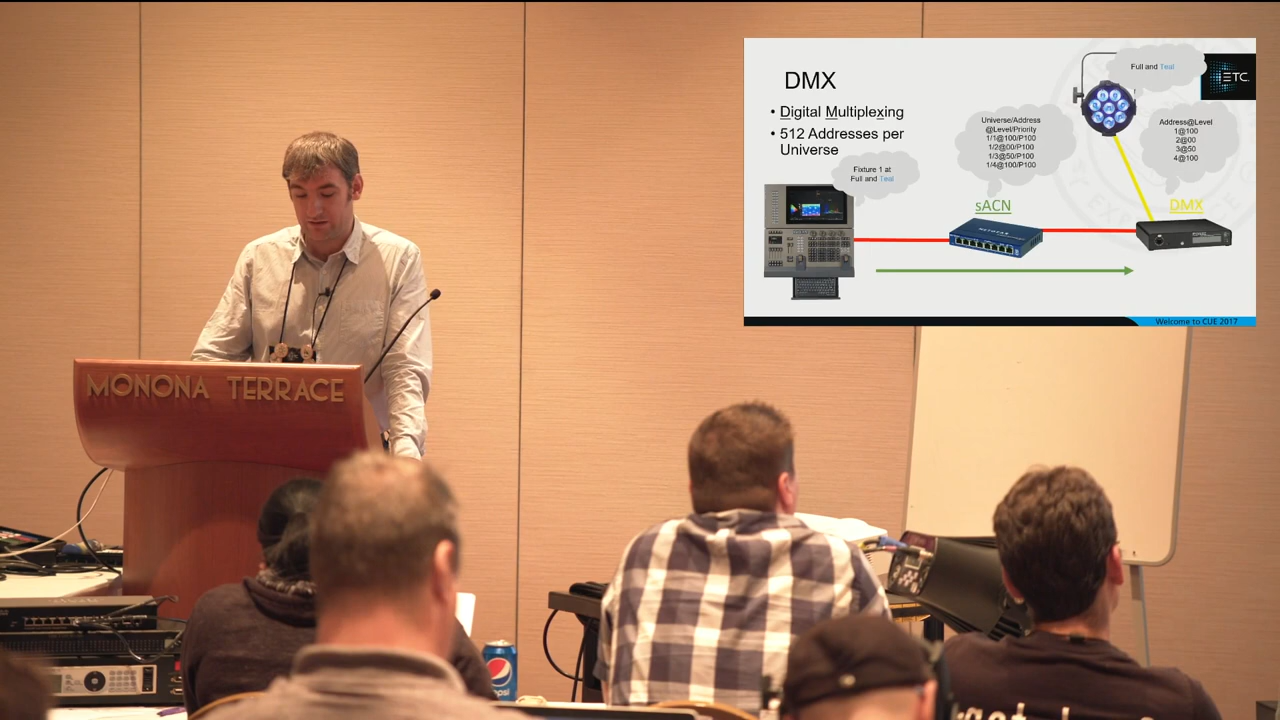 DMX
• Digital Multiplexing
• 512 Addresses per
Universe
Fixture 1 at
Full and Teal
Universe/Address
@Level/Priority
1/1@100/P100
1/2@00/P100
1/3@50/P100
1/4@100/P100
sACN
NETGEAR
Full and Teal
ETC
Address@Level
1@100
2@00
3@50
4@100
DMX
Welcome to CUE 2017
MONONA TERRACE
pepsi